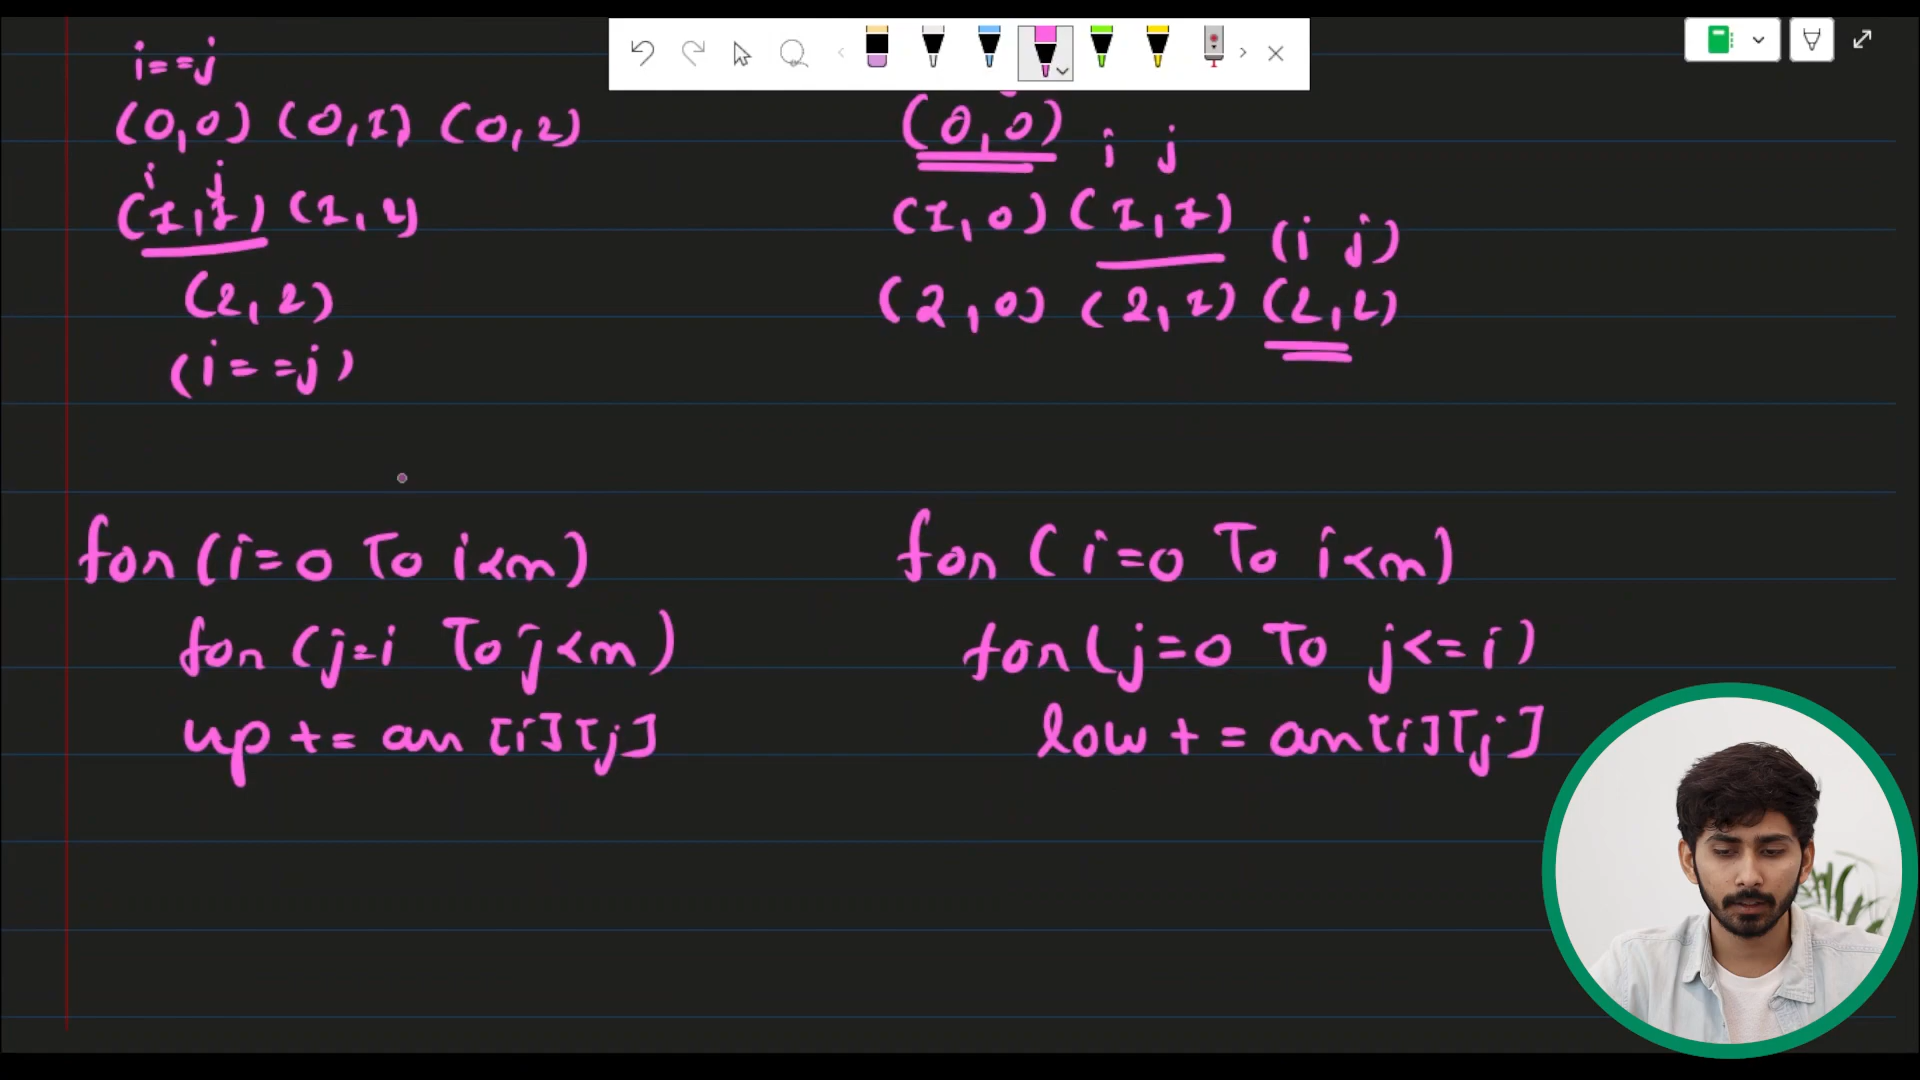 i==j
(0,0) (0,1) (0,2)
i j
(1,1) (1,2)
(2,2)
(i==j)
for(i=0 To i<n)
for(j=i To j<n)
up += arr[i][j]
(0,0)
i j
(1,0) (1,1)
(i j)
(2,0) (2,2) (2,2)
for(i=0 To i<n)
for(j=0 To j<=i)
low += arr[i][j]